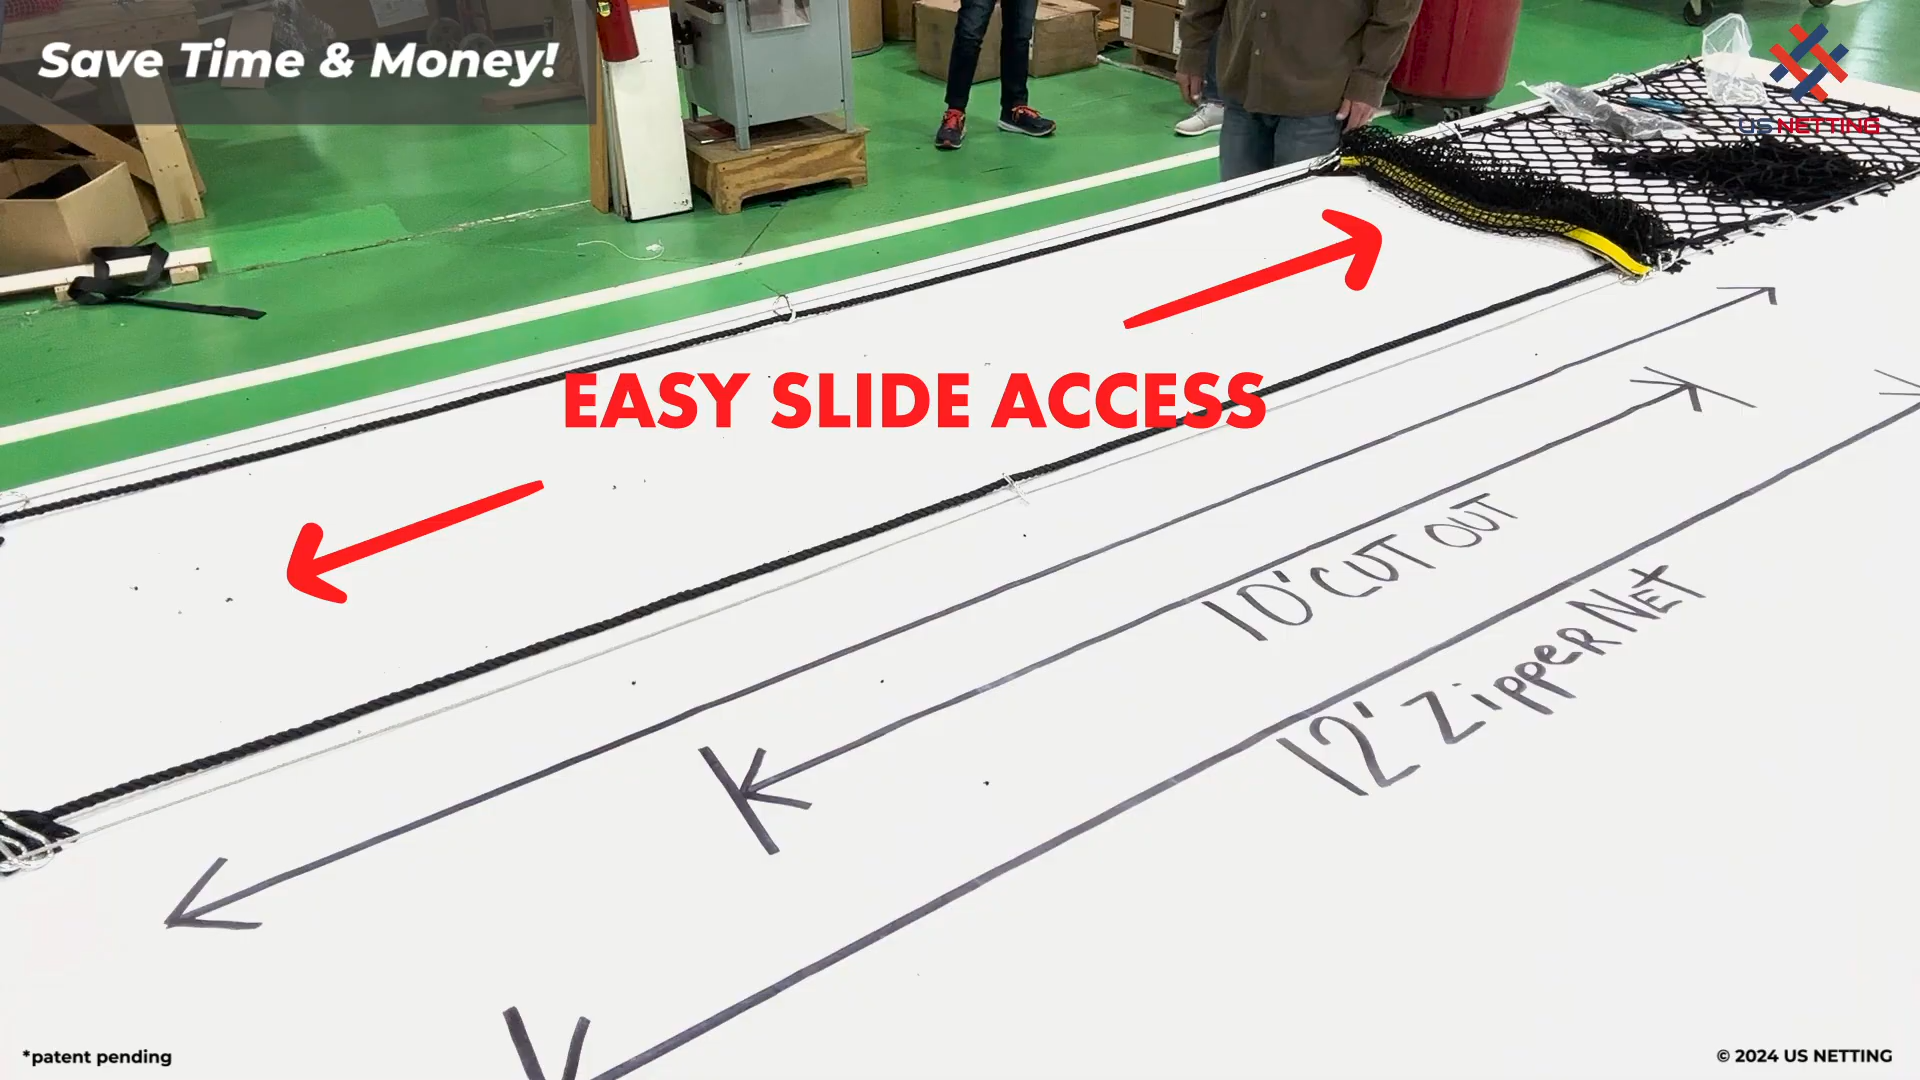 Save Time & Money!
US NETTING
EASY SLIDE ACCESS
10' CUT OUT
12' ZippeR NET
*patent pending
© 2024 US NETTING